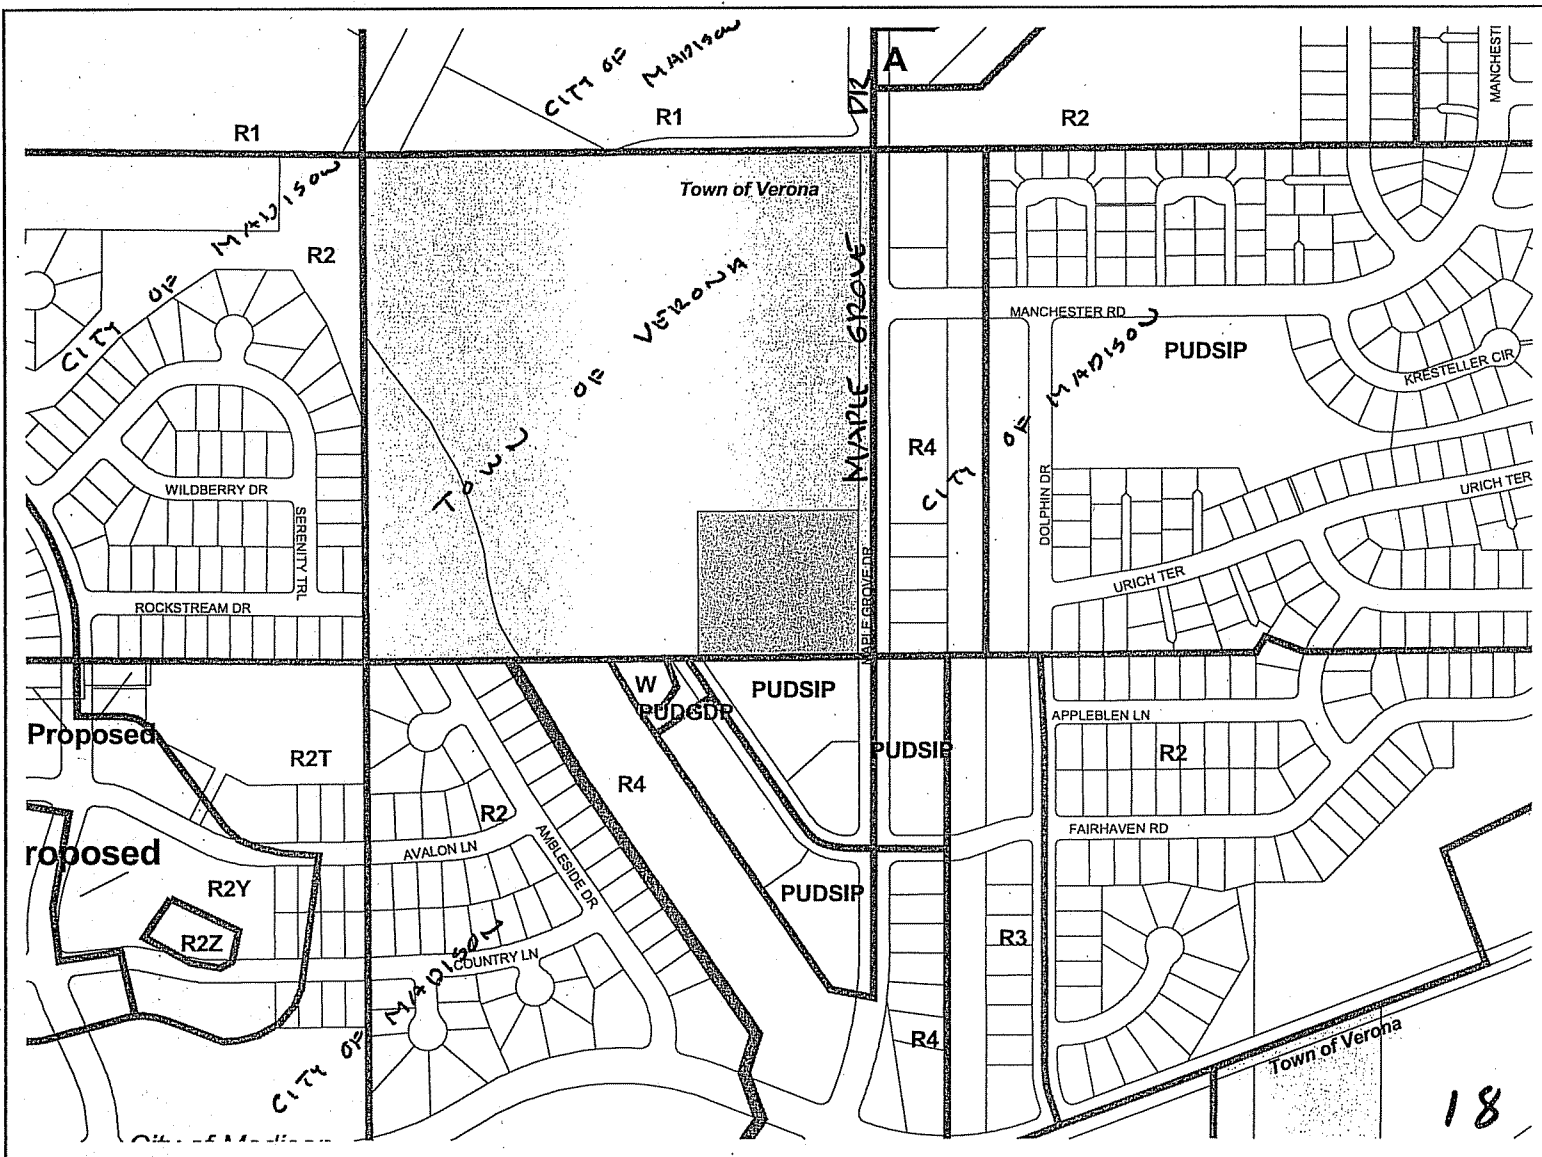 CITY OF MADISON
A
MAPLE GROVE DR
MANCHESTE
R1
R1
R2
Town of Verona
CITY OF MADISON
R2
TOWN OF VERONA
MANCHESTER RD
PUDSIP
KRESTELLER CIR
CITY OF MADISON
R4
WILDBERRY DR
SERENITY TRL
DOLPHIN DR
URICH TER
URICH TER
ROCKSTREAM DR
MAPLE GROVE DR
W
PUDGDP
PUDSIP
Proposed
APPLEBLEN LN
R2T
PUDSIP
R2
R4
R2
AMBLESIDE DR
FAIRHAVEN RD
AVALON LN
roposed
R2Y
PUDSIP
R2Z
R3
COUNTRY LN
CITY OF MADISON
R4
Town of Verona
18
City of Madison